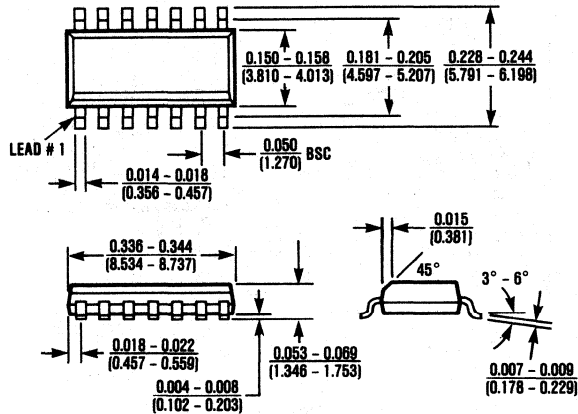 0.150 – 0.158
(3.810 – 4.013)
0.181 – 0.205
(4.597 – 5.207)
0.228 – 0.244
(5.791 – 6.198)
LEAD # 1
0.050
(1.270)
BSC
0.014 – 0.018
(0.356 – 0.457)
0.336 – 0.344
(8.534 – 8.737)
0.015
(0.381)
45°
3° – 6°
0.018 – 0.022
(0.457 – 0.559)
0.053 – 0.069
(1.346 – 1.753)
0.004 – 0.008
(0.102 – 0.203)
0.007 – 0.009
(0.178 – 0.229)